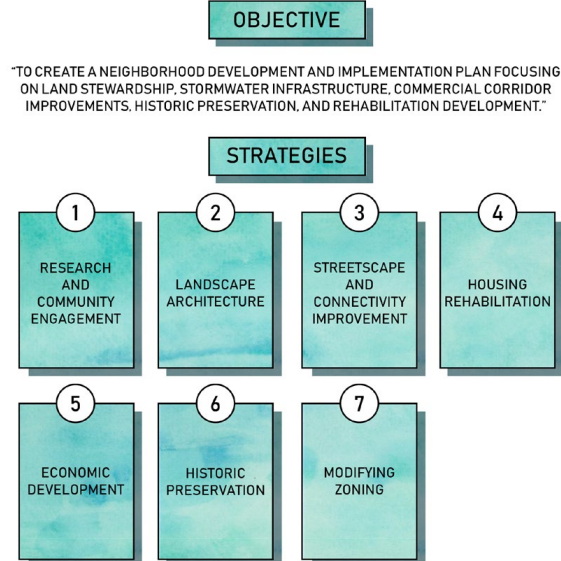 OBJECTIVE
"TO CREATE A NEIGHBORHOOD DEVELOPMENT AND IMPLEMENTATION PLAN FOCUSING
ON LAND STEWARDSHIP, STORMWATER INFRASTRUCTURE, COMMERCIAL CORRIDOR
IMPROVEMENTS, HISTORIC PRESERVATION, AND REHABILITATION DEVELOPMENT."
STRATEGIES
1
RESEARCH
AND
COMMUNITY
ENGAGEMENT
2
LANDSCAPE
ARCHITECTURE
3
STREETSCAPE
AND
CONNECTIVITY
IMPROVEMENT
4
HOUSING
REHABILITATION
5
ECONOMIC
DEVELOPMENT
6
HISTORIC
PRESERVATION
7
MODIFYING
ZONING